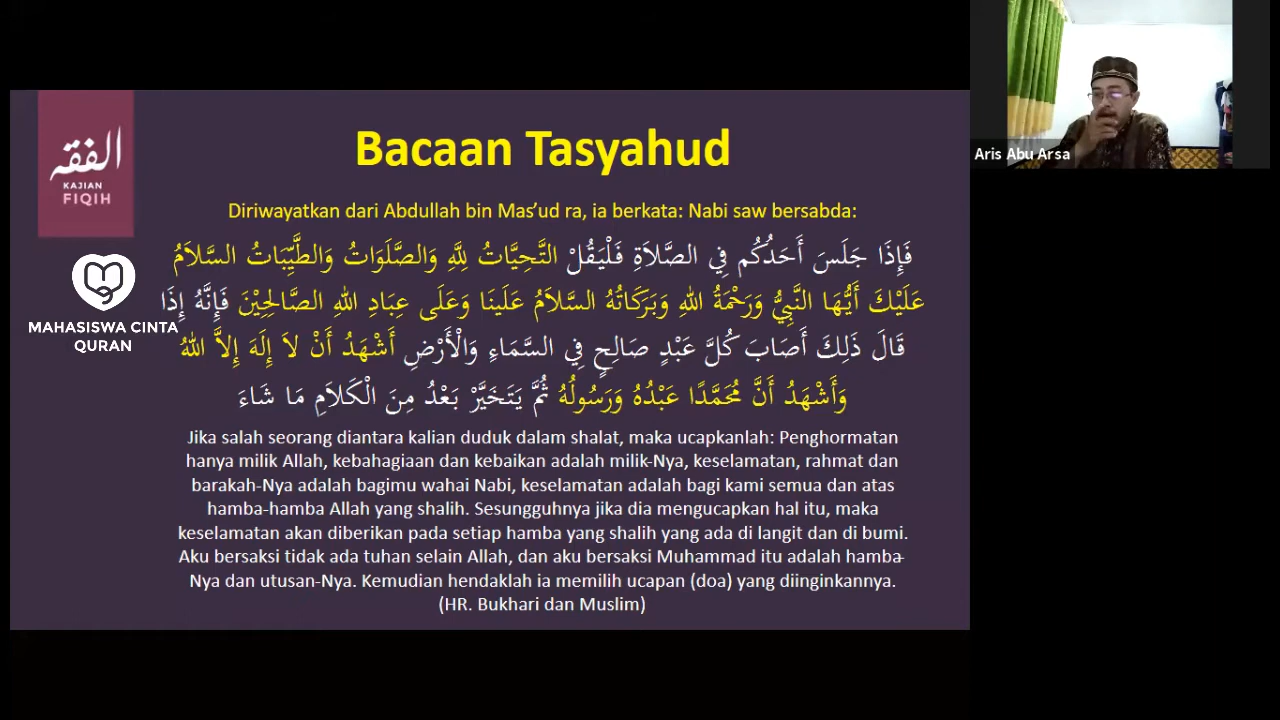 الفقه
KAJIAN
FIQIH
MAHASISWA CINTA
QURAN
Bacaan Tasyahud
Diriwayatkan dari Abdullah bin Mas’ud ra, ia berkata: Nabi saw bersabda:
فَإِذَا جَلَسَ أَحَدُكُم فِي الصَّلاَةِ فَلْيَقُلْ التَّحِيَّاتُ لِلَّهِ وَالصَّلَوَاتُ وَالطَّيِّبَاتُ السَّلاَمُ
عَلَيْكَ أَيُّهَا النَّبِيُّ وَرَحْمَةُ اللهِ وَبَرَكَاتُهُ السَّلاَمُ عَلَينَا وَعَلَى عِبَادِ اللهِ الصَّالِحِيْنَ فَإِنَّهُ إِذَا
قَالَ ذَلِكَ أَصَابَ كُلَّ عَبْدٍ صَالِحٍ فِي السَّمَاءِ وَالْأَرْضِ أَشْهَدُ أَنْ لاَ إِلَهَ إِلاَّ اللهُ
وَأَشْهَدُ أَنَّ مُحَمَّدًا عَبْدُهُ وَرَسُولُهُ ثُمَّ يَتَخَيَّرْ بَعْدُ مِنَ الْكَلاَمِ مَا شَاءَ
Jika salah seorang diantara kalian duduk dalam shalat, maka ucapkanlah: Penghormatan
hanya milik Allah, kebahagiaan dan kebaikan adalah milik-Nya, keselamatan, rahmat dan
barakah-Nya adalah bagimu wahai Nabi, keselamatan adalah bagi kami semua dan atas
hamba-hamba Allah yang shalih. Sesungguhnya jika dia mengucapkan hal itu, maka
keselamatan akan diberikan pada setiap hamba yang shalih yang ada di langit dan di bumi.
Aku bersaksi tidak ada tuhan selain Allah, dan aku bersaksi Muhammad itu adalah hamba-
Nya dan utusan-Nya. Kemudian hendaklah ia memilih ucapan (doa) yang diinginkannya.
(HR. Bukhari dan Muslim)
Aris Abu Arsa